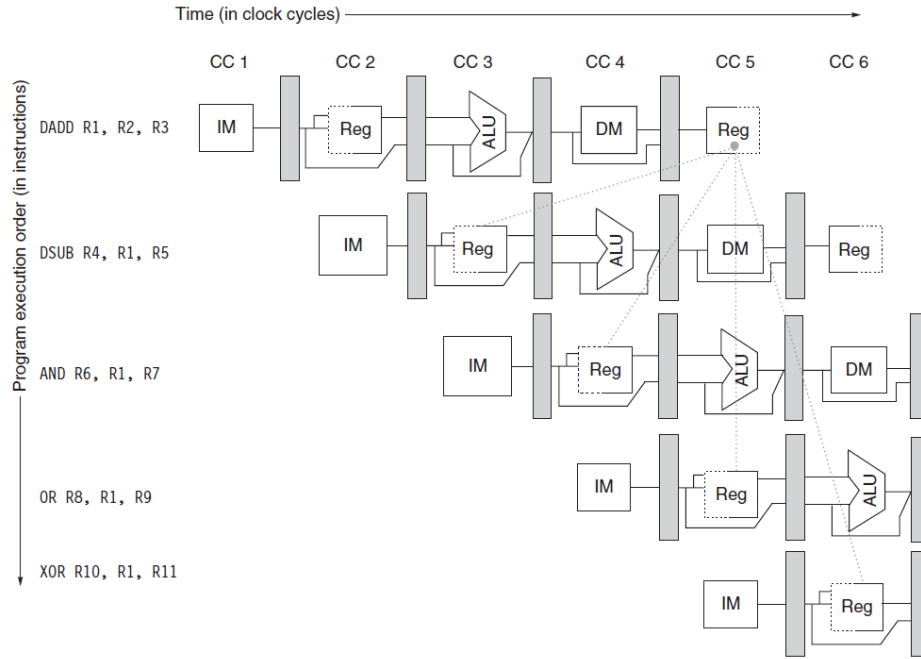 Time (in clock cycles)
CC 1 CC 2 CC 3 CC 4 CC 5 CC 6
Program execution order (in instructions)
DADD R1, R2, R3
IM Reg ALU DM Reg
DSUB R4, R1, R5
IM Reg ALU DM Reg
AND R6, R1, R7
IM Reg ALU DM
OR R8, R1, R9
IM Reg ALU
XOR R10, R1, R11
IM Reg